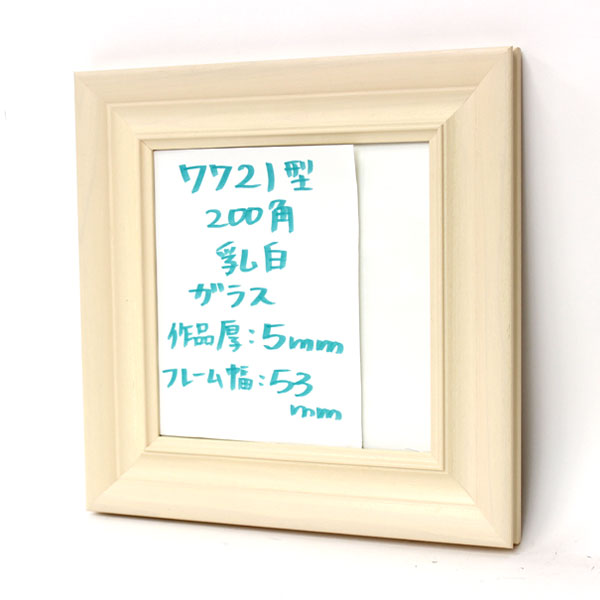 7721型
200角
乳白
ガラス
作品厚:5mm
フレーム幅:53
mm